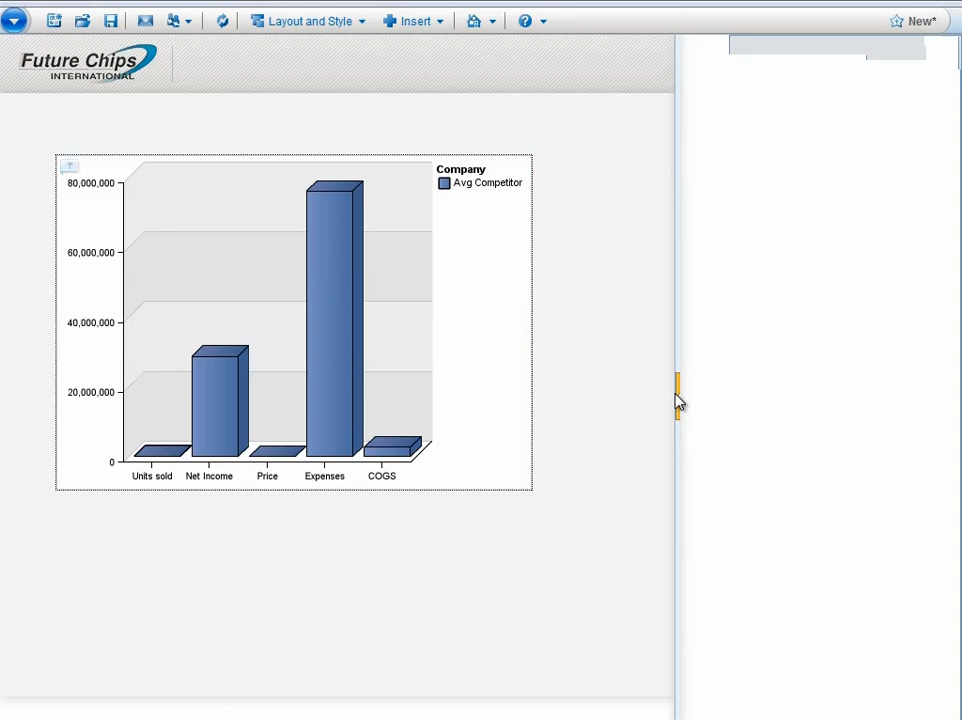 Layout and Style
Insert
New*
Future Chips
INTERNATIONAL
Company
Avg Competitor
80,000,000
60,000,000
40,000,000
20,000,000
0
Units sold Net Income Price Expenses COGS